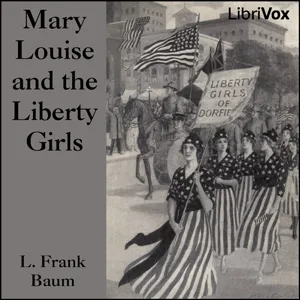 LibriVox
Mary
Louise
and the
Liberty
Girls
LIBERTY
GIRLS
OF
DORFIE
L. Frank
Baum